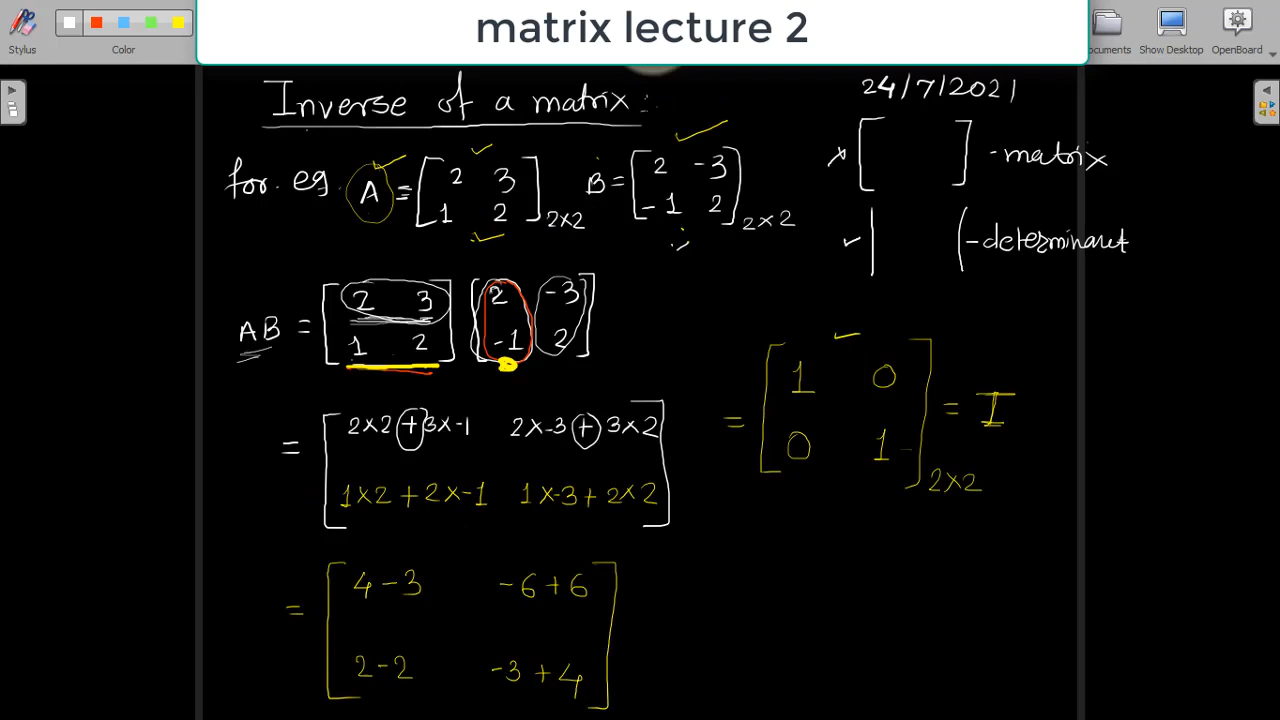 matrix lecture 2
Stylus
Color
Documents
Show Desktop
OpenBoard
Inverse of a matrix :
24/7/2021
for. eg. A = [ 2 3 B = [ 2 -3
1 2 ] 2x2 -1 2 ] 2x2
x [ ] - matrix
✓ | | - determinant
AB = [ 2 3 [ 2 -3
1 2 ] -1 2 ]
= [ 2x2 + 3x-1 2x-3 + 3x2
1x2 + 2x-1 1x-3 + 2x2 ]
= [ 4-3 -6+6
2-2 -3+4 ]
= [ 1 0
0 1 ] 2x2 = I